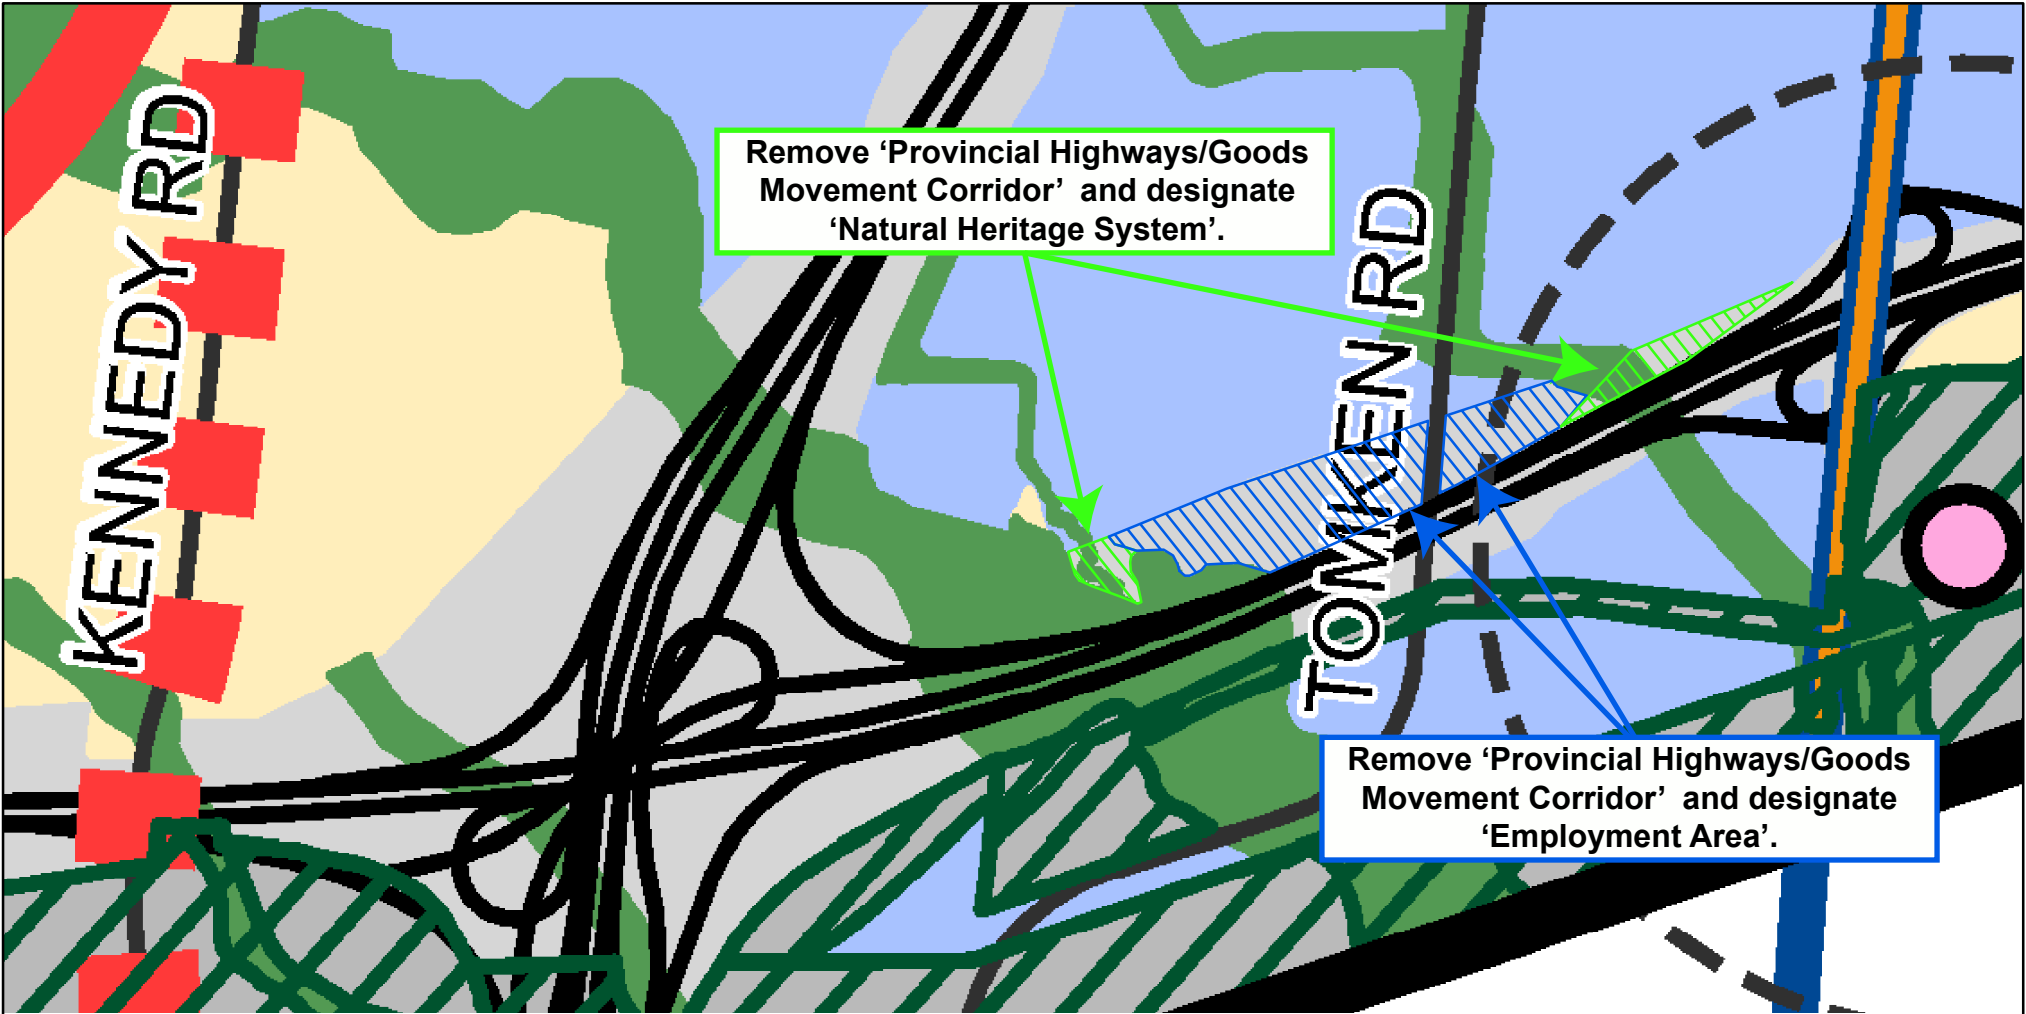 KENNEDY RD
Remove ‘Provincial Highways/Goods
Movement Corridor’ and designate
‘Natural Heritage System’.
TOMKEN RD
Remove ‘Provincial Highways/Goods
Movement Corridor’ and designate
‘Employment Area’.